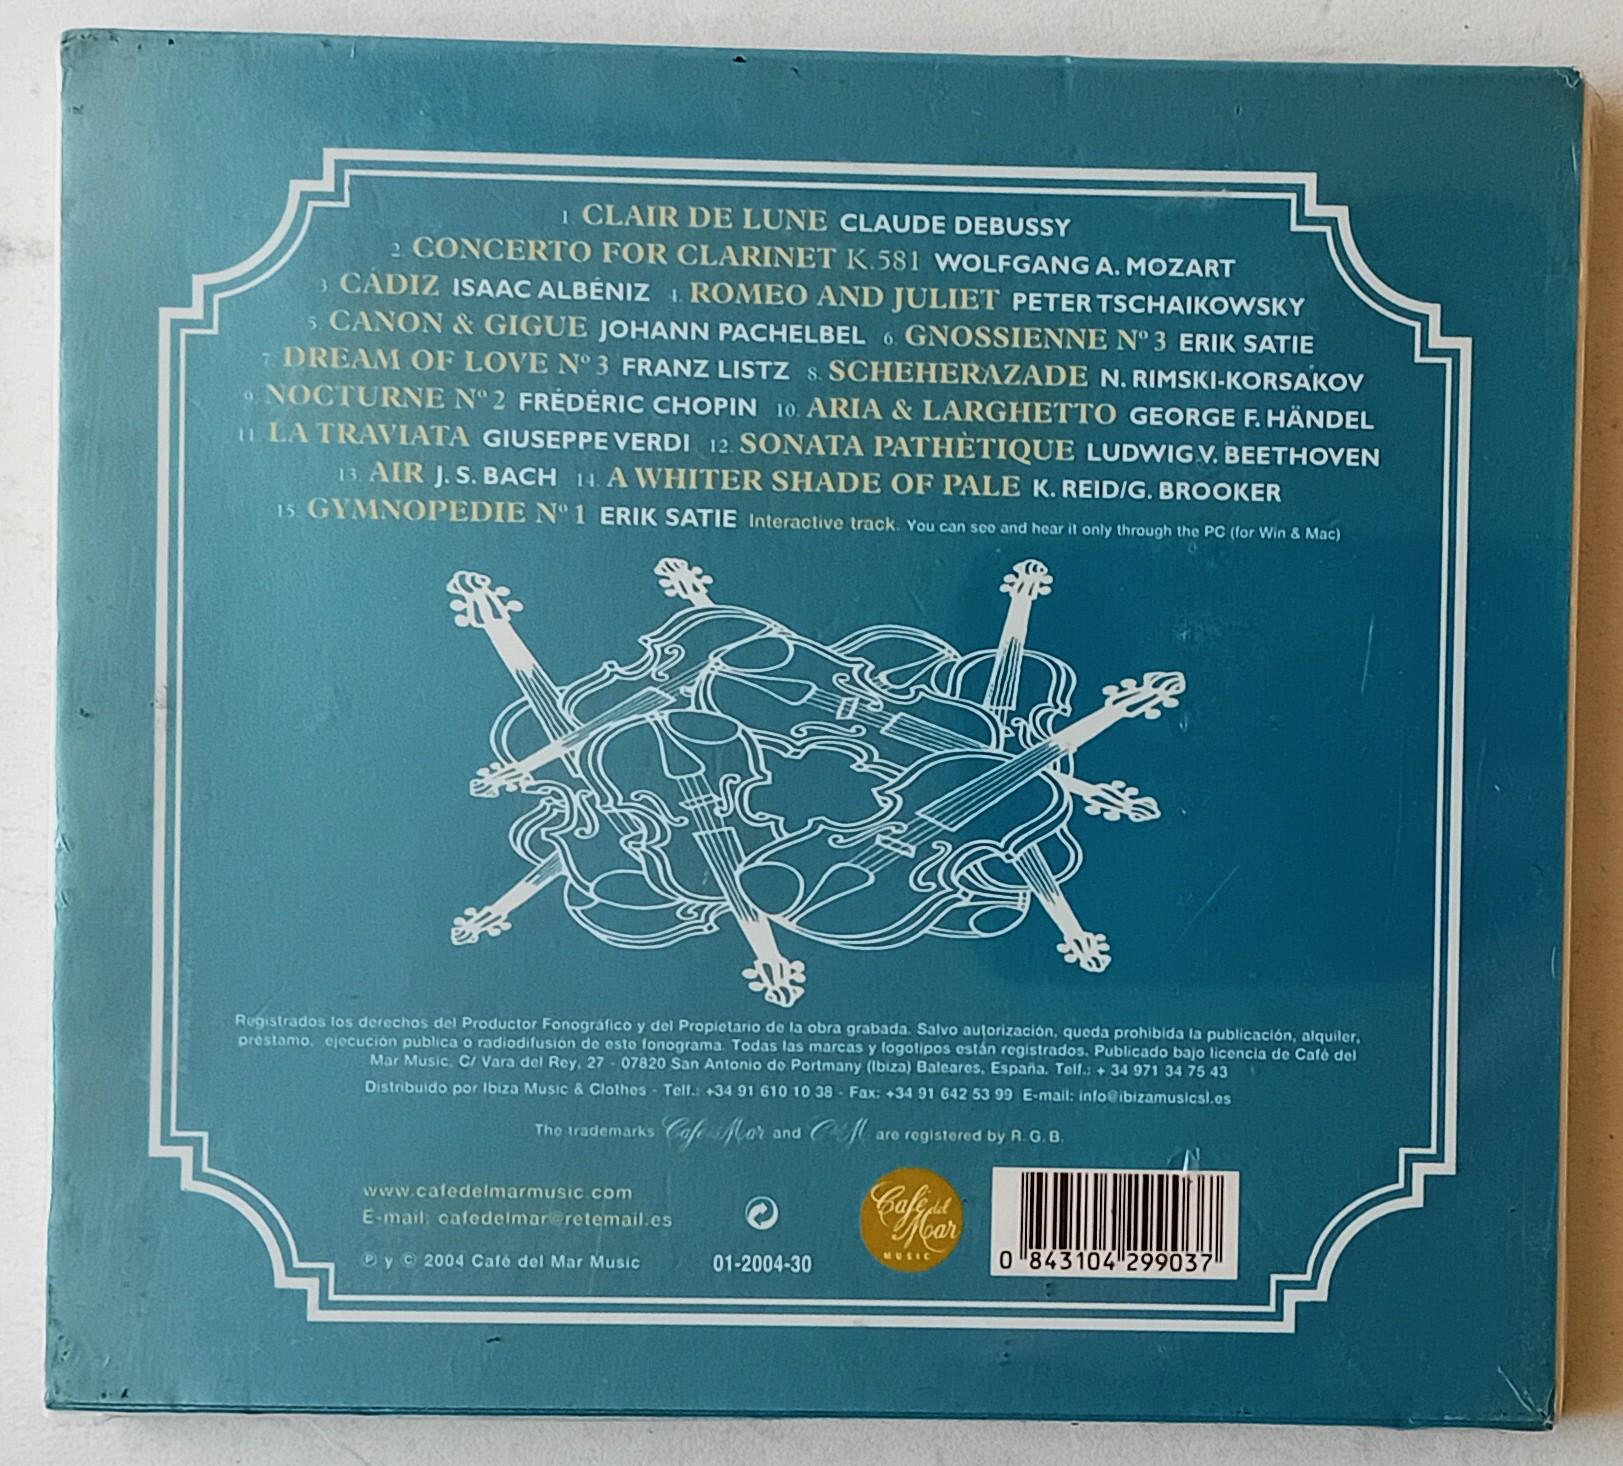 1. CLAIR DE LUNE CLAUDE DEBUSSY
2. CONCERTO FOR CLARINET K.581 WOLFGANG A. MOZART
3. CÁDIZ ISAAC ALBÉNIZ 4. ROMEO AND JULIET PETER TSCHAIKOWSKY
5. CANON & GIGUE JOHANN PACHELBEL 6. GNOSSIENNE Nº 3 ERIK SATIE
7. DREAM OF LOVE Nº 3 FRANZ LISTZ 8. SCHEHERAZADE N. RIMSKI-KORSAKOV
9. NOCTURNE Nº 2 FRÉDÉRIC CHOPIN 10. ARIA & LARGHETTO GEORGE F. HÄNDEL
11. LA TRAVIATA GIUSEPPE VERDI 12. SONATA PATHÈTIQUE LUDWIG V. BEETHOVEN
13. AIR J. S. BACH 14. A WHITER SHADE OF PALE K. REID/G. BROOKER
15. GYMNOPEDIE Nº 1 ERIK SATIE Interactive track. You can see and hear it only through the PC (for Win & Mac)
Registrados los derechos del Productor Fonográfico y del Propietario de la obra grabada. Salvo autorización, queda prohibida la publicación, alquiler,
préstamo, ejecución pública o radiodifusión de este fonograma. Todas las marcas y logotipos están registrados. Publicado bajo licencia de Café del
Mar Music, C/ Vara del Rey, 27 - 07820 San Antonio de Portmany (Ibiza) Baleares, España. Telf.: + 34 971 34 75 43
Distribuido por Ibiza Music & Clothes - Telf.: +34 91 610 10 38 - Fax: +34 91 642 53 99 E-mail: info@ibizamusicsl.es
The trademarks Café del Mar and CdM are registered by R. G. B.
www.cafedelmarmusic.com
E-mail: cafedelmar@retemail.es
℗ y © 2004 Café del Mar Music
01-2004-30
Café del
Mar
MUSIC
0 843104 299037